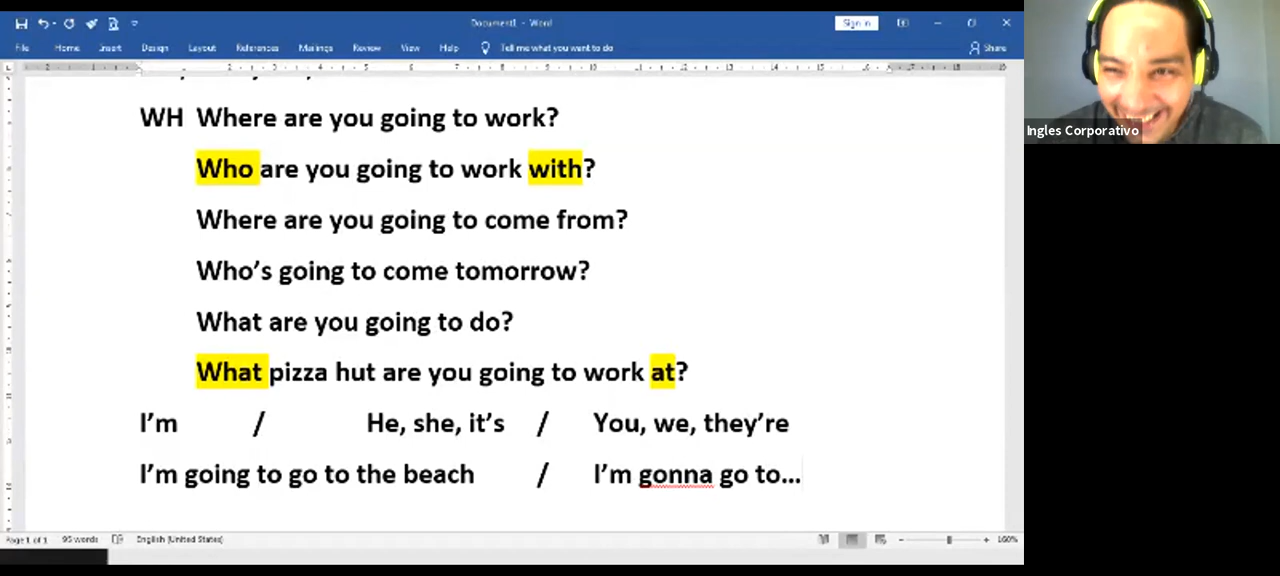 Document1 - Word
Sign in
File Home Insert Design Layout References Mailings Review View Help Tell me what you want to do Share
WH Where are you going to work?
Who are you going to work with?
Where are you going to come from?
Who's going to come tomorrow?
What are you going to do?
What pizza hut are you going to work at?
I'm / He, she, it's / You, we, they're
I'm going to go to the beach / I'm gonna go to...
Page 1 of 1 95 words English (United States) 160%
Ingles Corporativo